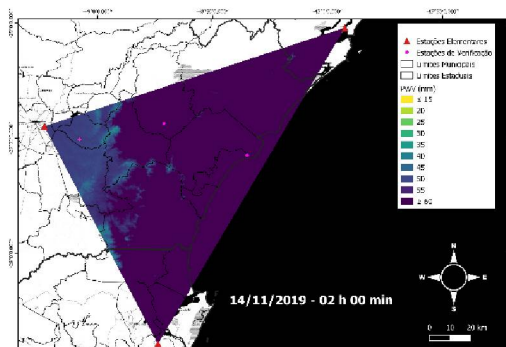 Estações Elementares
Estações de Verificação
Limites Municipais
Limites Estaduais
PWV (mm)
≤ 15
20
25
30
35
40
45
50
55
≥ 60
N
W
E
S
14/11/2019 - 02 h 00 min
0 10 20 km